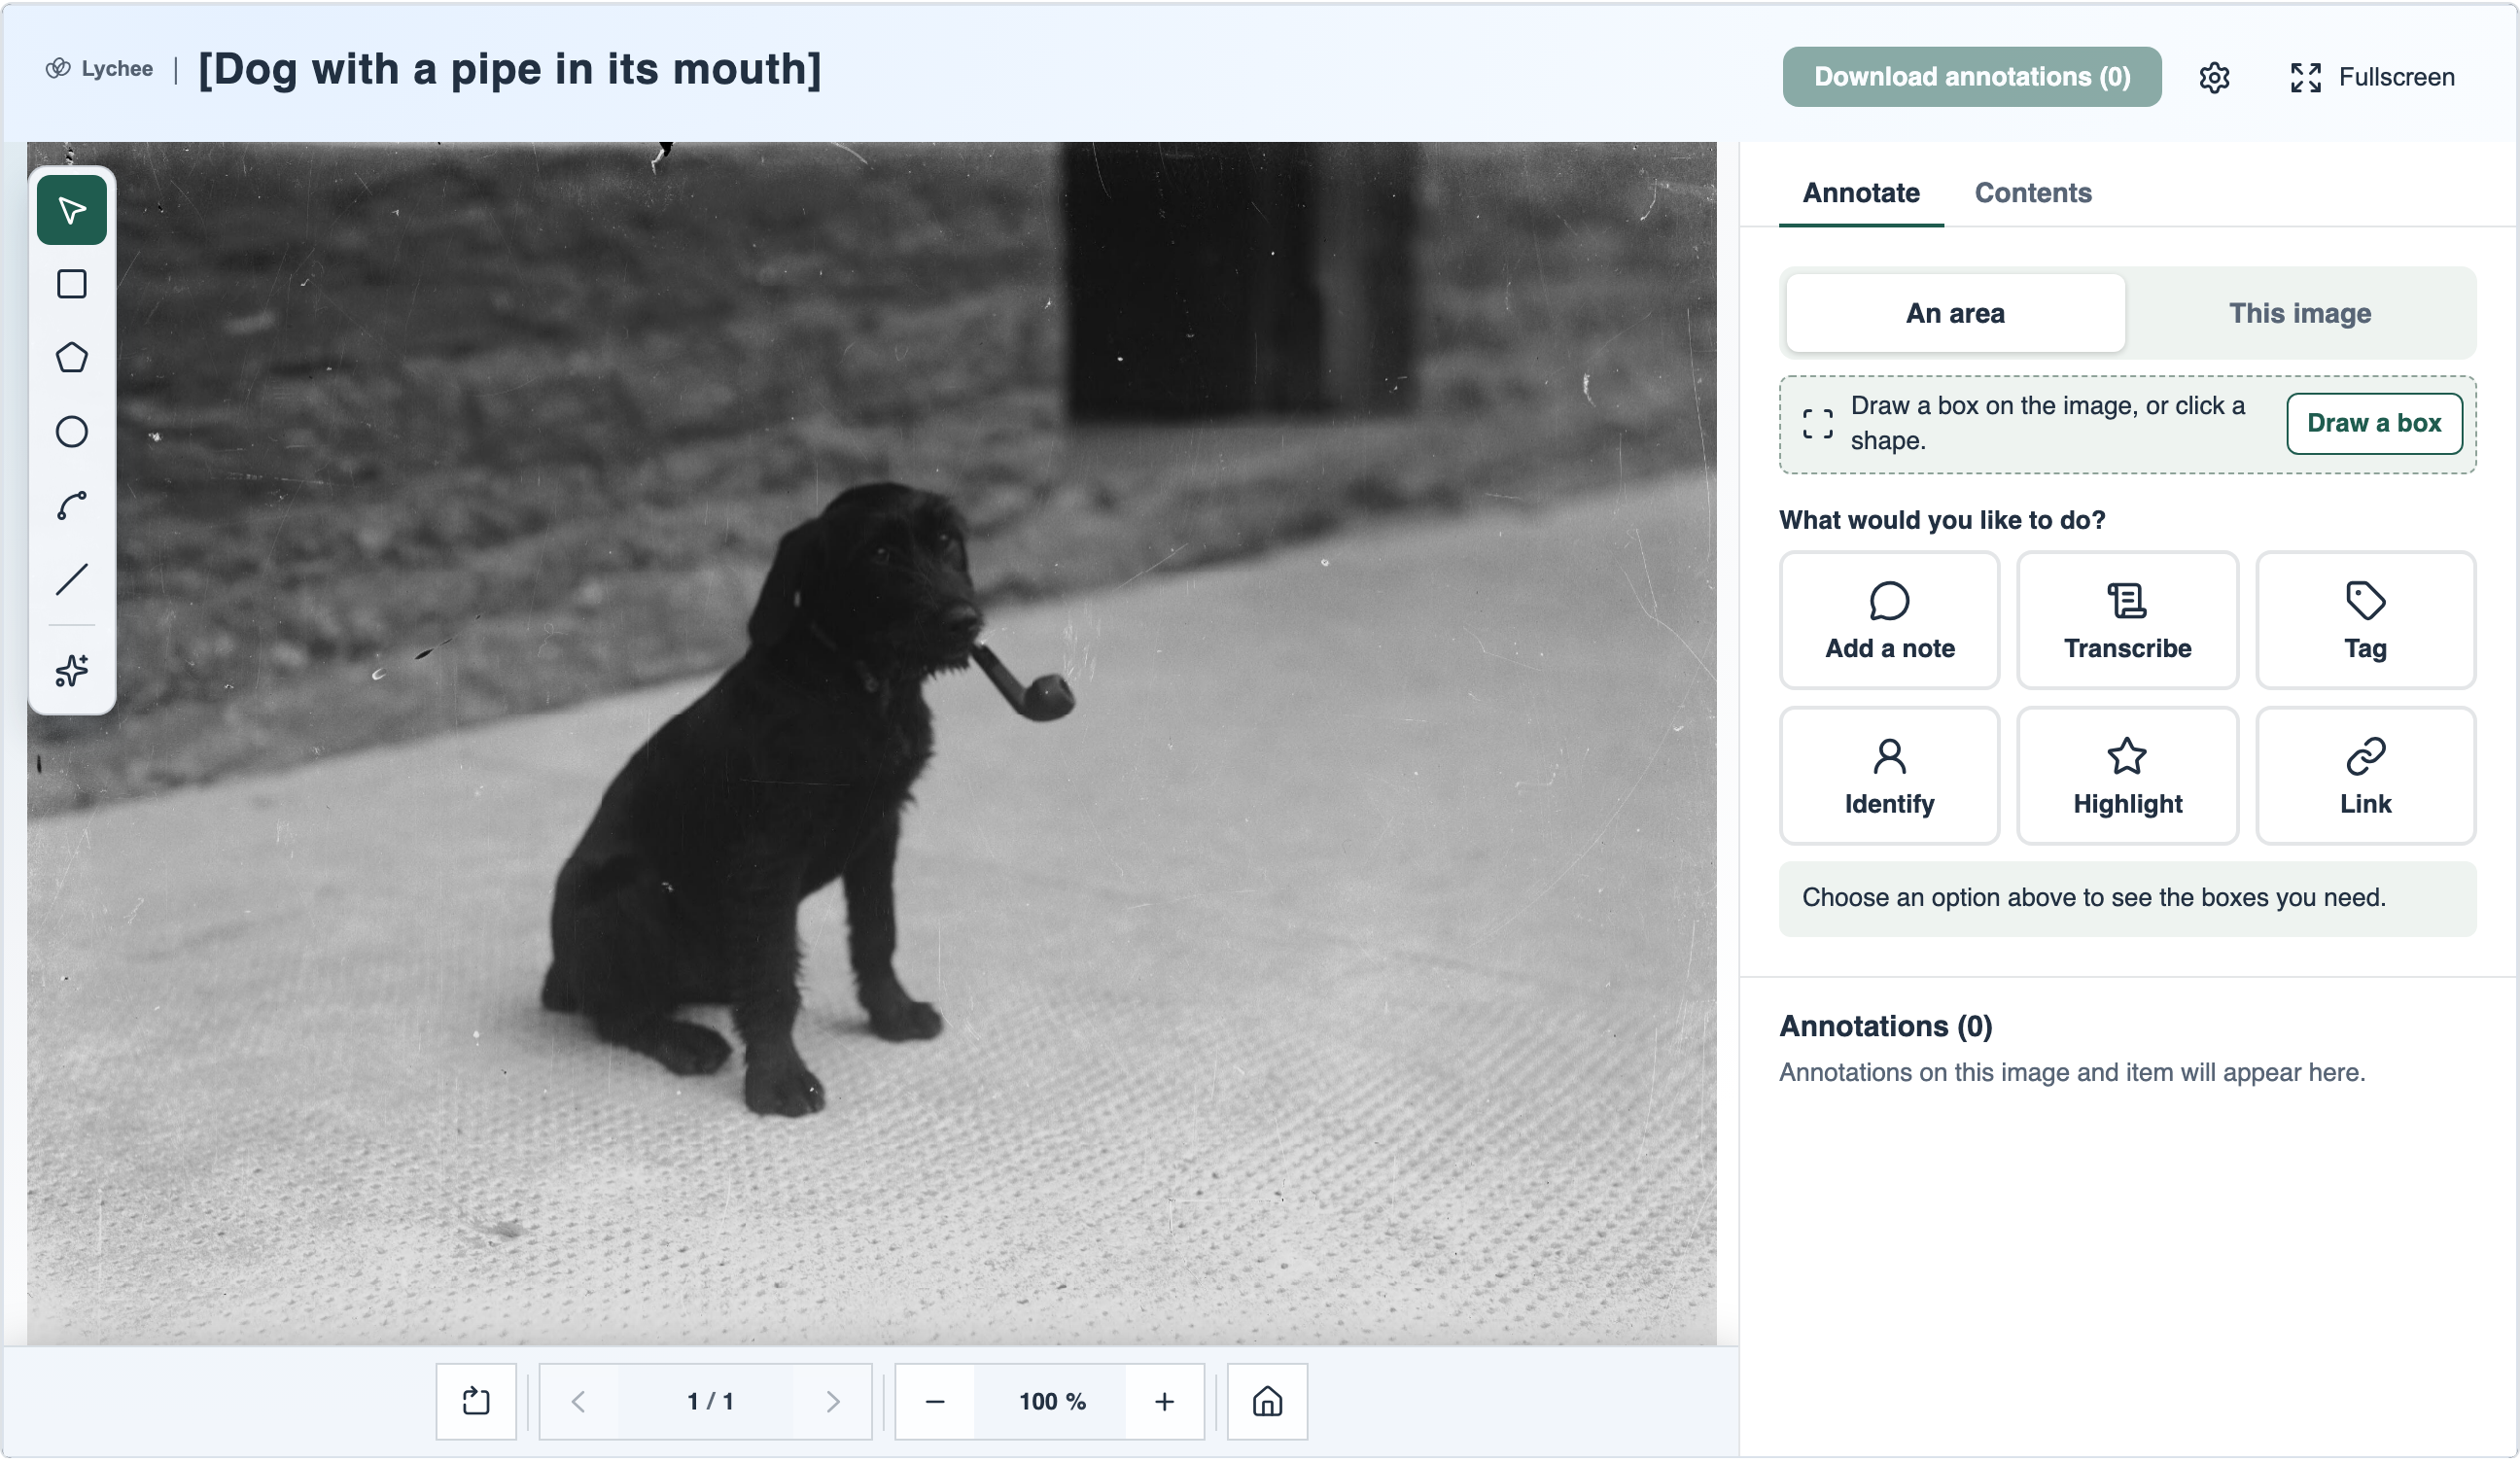 Lychee
[Dog with a pipe in its mouth]
Download annotations (0)
Fullscreen
Annotate
Contents
An area
This image
Draw a box on the image, or click a
shape.
Draw a box
What would you like to do?
Add a note
Transcribe
Tag
Identify
Highlight
Link
Choose an option above to see the boxes you need.
Annotations (0)
Annotations on this image and item will appear here.
1 / 1
100 %